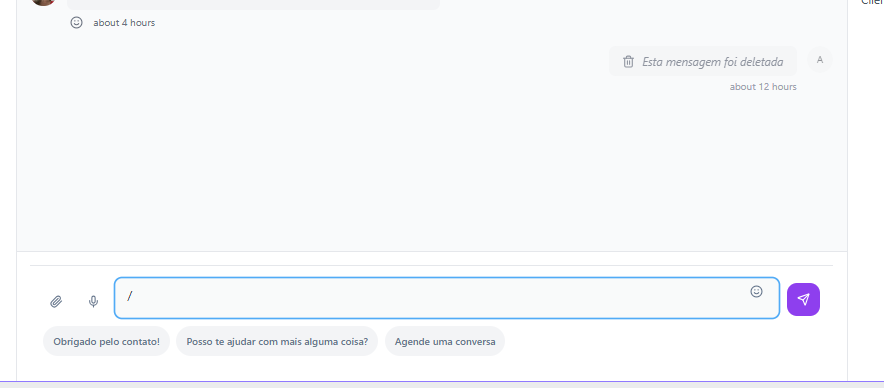 about 4 hours
Esta mensagem foi deletada
A
about 12 hours
/
Obrigado pelo contato!
Posso te ajudar com mais alguma coisa?
Agende uma conversa